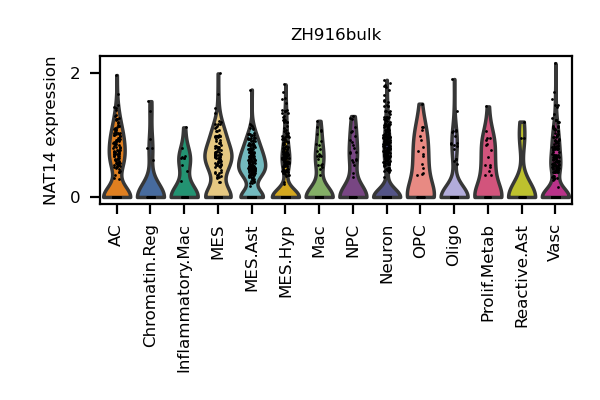 ZH916bulk
NAT14 expression
2
0
AC
Chromatin.Reg
Inflammatory.Mac
MES
MES.Ast
MES.Hyp
Mac
NPC
Neuron
OPC
Oligo
Prolif.Metab
Reactive.Ast
Vasc